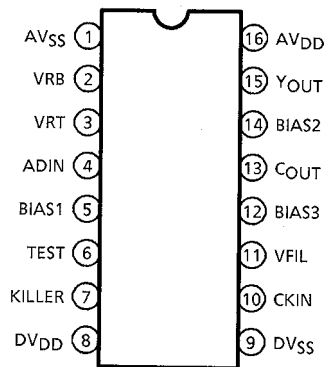 AVSS 1
VRB 2
VRT 3
ADIN 4
BIAS1 5
TEST 6
KILLER 7
DVDD 8
16 AVDD
15 YOUT
14 BIAS2
13 COUT
12 BIAS3
11 VFIL
10 CKIN
9 DVSS